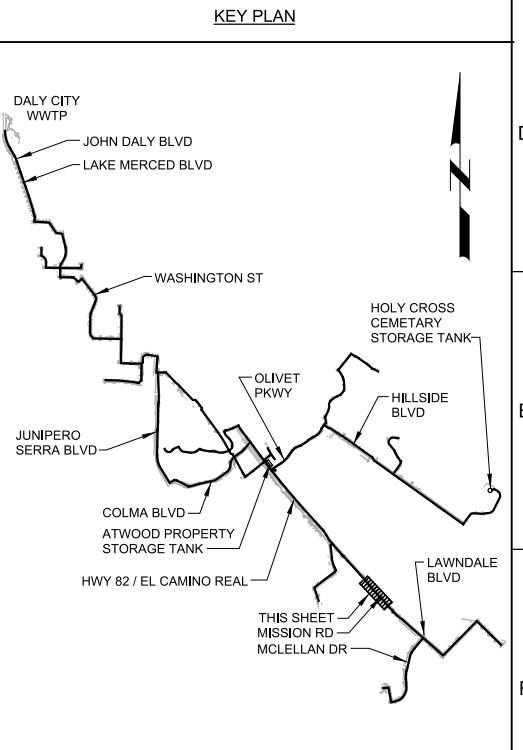 KEY PLAN
DALY CITY
WWTP
JOHN DALY BLVD
LAKE MERCED BLVD
WASHINGTON ST
HOLY CROSS
CEMETARY
STORAGE TANK
OLIVET
PKWY
HILLSIDE
BLVD
JUNIPERO
SERRA BLVD
COLMA BLVD
ATWOOD PROPERTY
STORAGE TANK
HWY 82 / EL CAMINO REAL
LAWNDALE
BLVD
THIS SHEET
MISSION RD
MCLELLAN DR
N